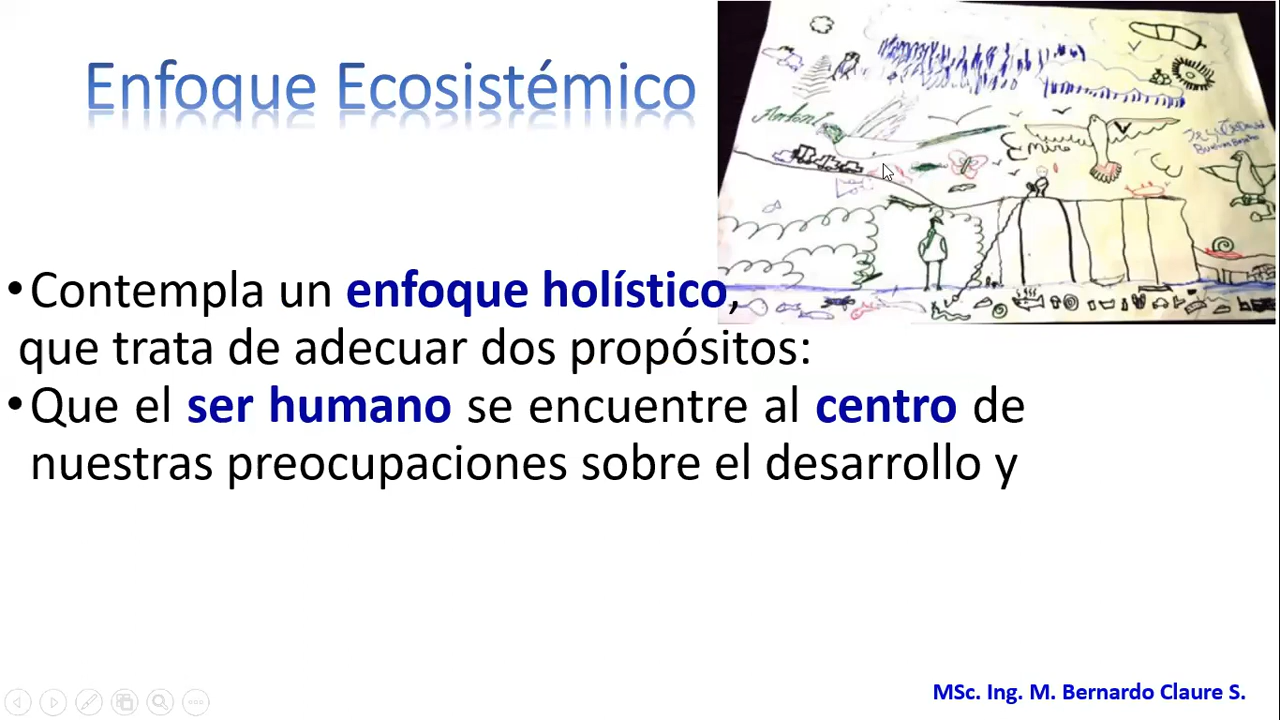 Enfoque Ecosistémico
•Contempla un enfoque holístico,
que trata de adecuar dos propósitos:
•Que el ser humano se encuentre al centro de
nuestras preocupaciones sobre el desarrollo y
MSc. Ing. M. Bernardo Claure S.